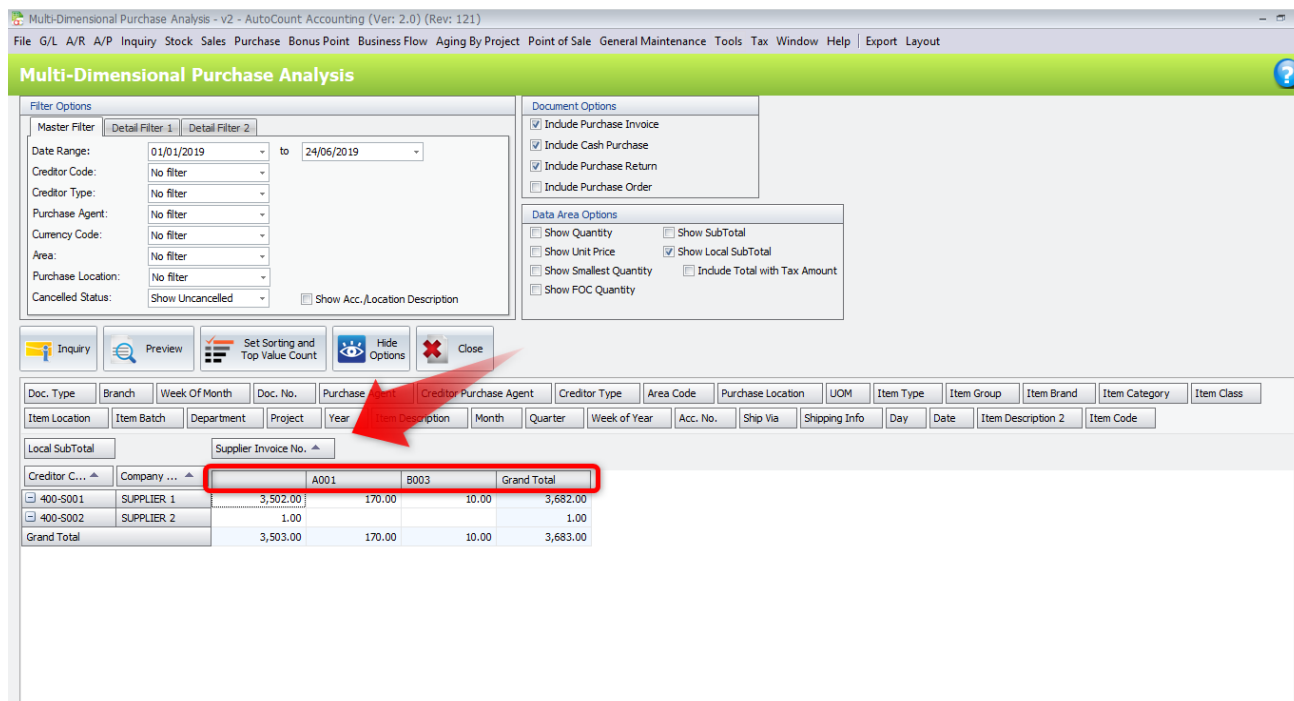 Multi-Dimensional Purchase Analysis - v2 - AutoCount Accounting (Ver: 2.0) (Rev: 121)
File G/L A/R A/P Inquiry Stock Sales Purchase Bonus Point Business Flow Aging By Project Point of Sale General Maintenance Tools Tax Window Help Export Layout
Multi-Dimensional Purchase Analysis
Filter Options
Master Filter Detail Filter 1 Detail Filter 2
Date Range: 01/01/2019 to 24/06/2019
Creditor Code: No filter
Creditor Type: No filter
Purchase Agent: No filter
Currency Code: No filter
Area: No filter
Purchase Location: No filter
Cancelled Status: Show Uncancelled Show Acc./Location Description
Document Options
Include Purchase Invoice
Include Cash Purchase
Include Purchase Return
Include Purchase Order
Data Area Options
Show Quantity Show SubTotal
Show Unit Price Show Local SubTotal
Show Smallest Quantity Include Total with Tax Amount
Show FOC Quantity
Inquiry Preview Set Sorting and Top Value Count Hide Options Close
Doc. Type Branch Week Of Month Doc. No. Purchase Agent Creditor Purchase Agent Creditor Type Area Code Purchase Location UOM Item Type Item Group Item Brand Item Category Item Class
Item Location Item Batch Department Project Year Item Description Month Quarter Week of Year Acc. No. Ship Via Shipping Info Day Date Item Description 2 Item Code
Local SubTotal Supplier Invoice No.
Creditor C... Company ... A001 B003 Grand Total
400-S001 SUPPLIER 1 3,502.00 170.00 10.00 3,682.00
400-S002 SUPPLIER 2 1.00 1.00
Grand Total 3,503.00 170.00 10.00 3,683.00